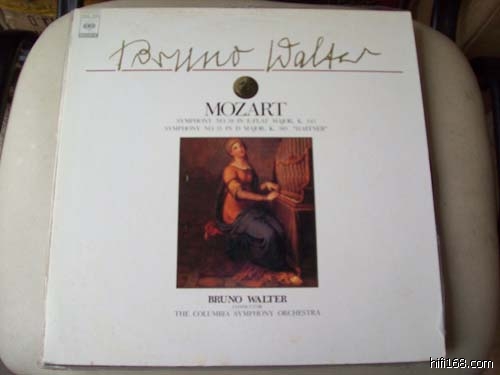 CBS
Bruno Walter
MOZART
SYMPHONY NO. 39 IN E-FLAT MAJOR, K. 543
SYMPHONY NO. 35 IN D MAJOR, K. 385 "HAFFNER"
BRUNO WALTER
CONDUCTOR
THE COLUMBIA SYMPHONY ORCHESTRA
hifi168.com